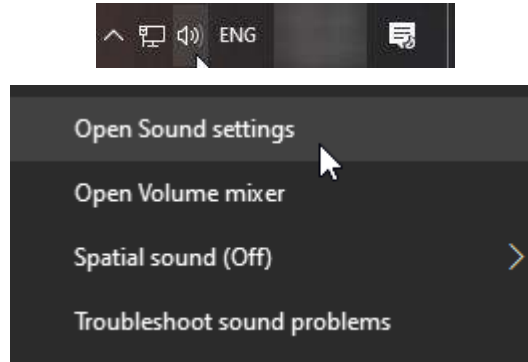 ENG
Open Sound settings
Open Volume mixer
Spatial sound (Off)
Troubleshoot sound problems